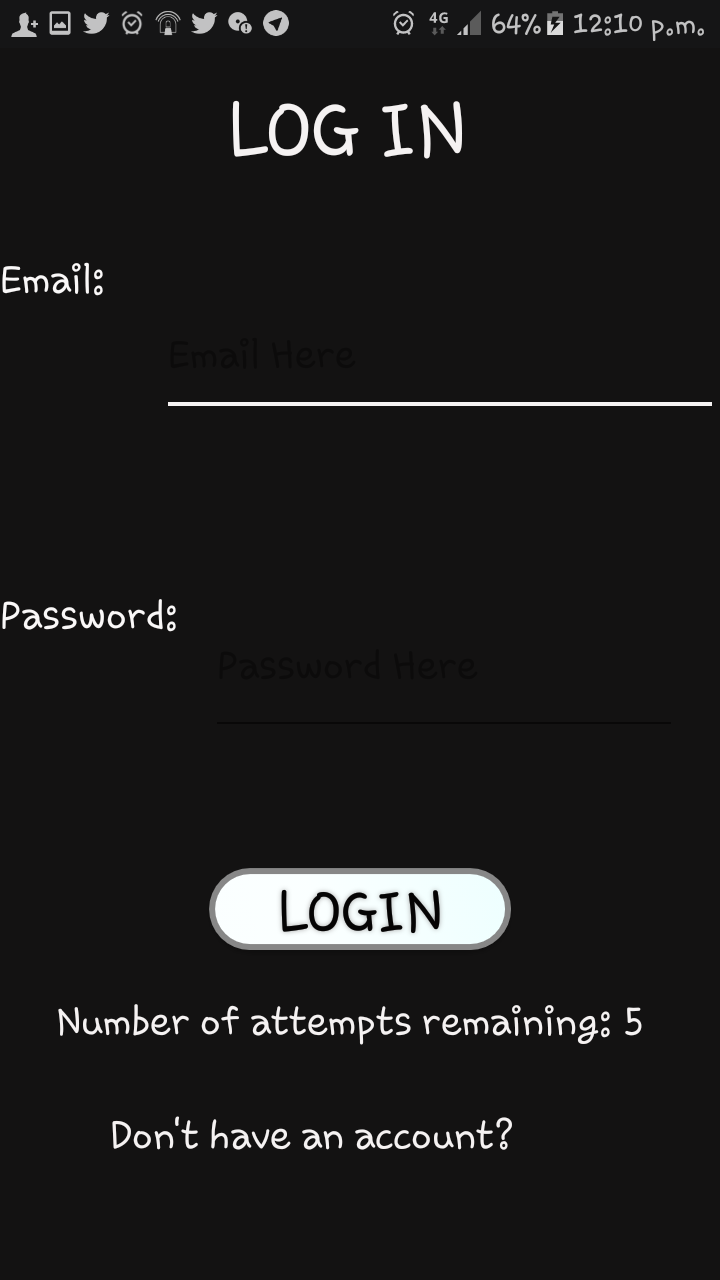 4G 64% 12:10 p.m.
LOG IN
Email:
Email Here
Password:
Password Here
LOGIN
Number of attempts remaining: 5
Don't have an account?